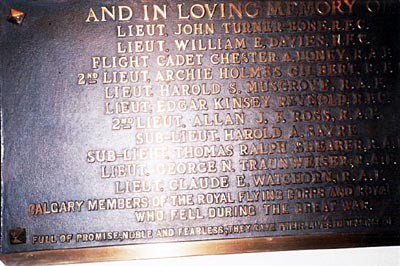 AND IN LOVING MEMORY O
LIEUT. JOHN TURNER-BONE. R.F.C.
LIEUT. WILLIAM E. DAVIES,
FLIGHT CADET CHESTER A.
2ND LIEUT. ARCHIE HOLMES GILBERT,
LIEUT. HAROLD S. MUSGROVE, R.A.F.
LIEUT. EDGAR KINSEY REYNOLD, R.A.F.
2ND LIEUT. ALLAN J. E. ROSS, R.A.F.
SUB-LIEUT. HAROLD A. SAYRE
SUB-LIEUT. THOMAS RALPH SHEARER,
LIEUT. GEORGE N. TRAUNWEISER,
LIEUT. CLAUDE E. WATCHORN, R.A.F.
CALGARY MEMBERS OF THE ROYAL FLYING CORPS AND ROYAL
WHO FELL DURING THE GREAT WAR.
FULL OF PROMISE, NOBLE AND FEARLESS, THEY GAVE THEIR LIVES